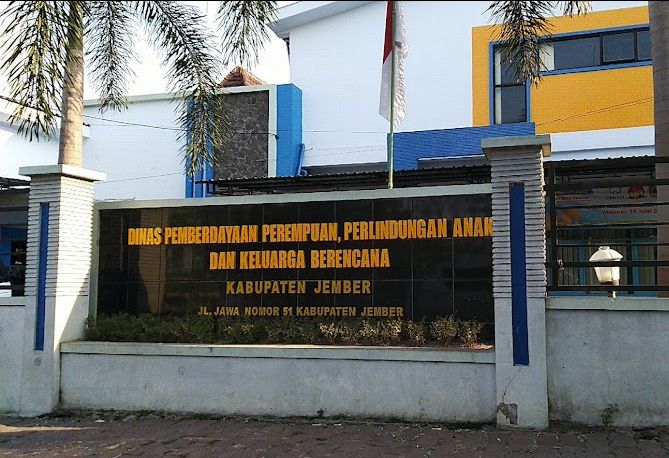 DINAS PEMBERDAYAAN PEREMPUAN, PERLINDUNGAN ANAK
DAN KELUARGA BERENCANA
KABUPATEN JEMBER
JL. JAWA NOMOR 51 KABUPATEN JEMBER